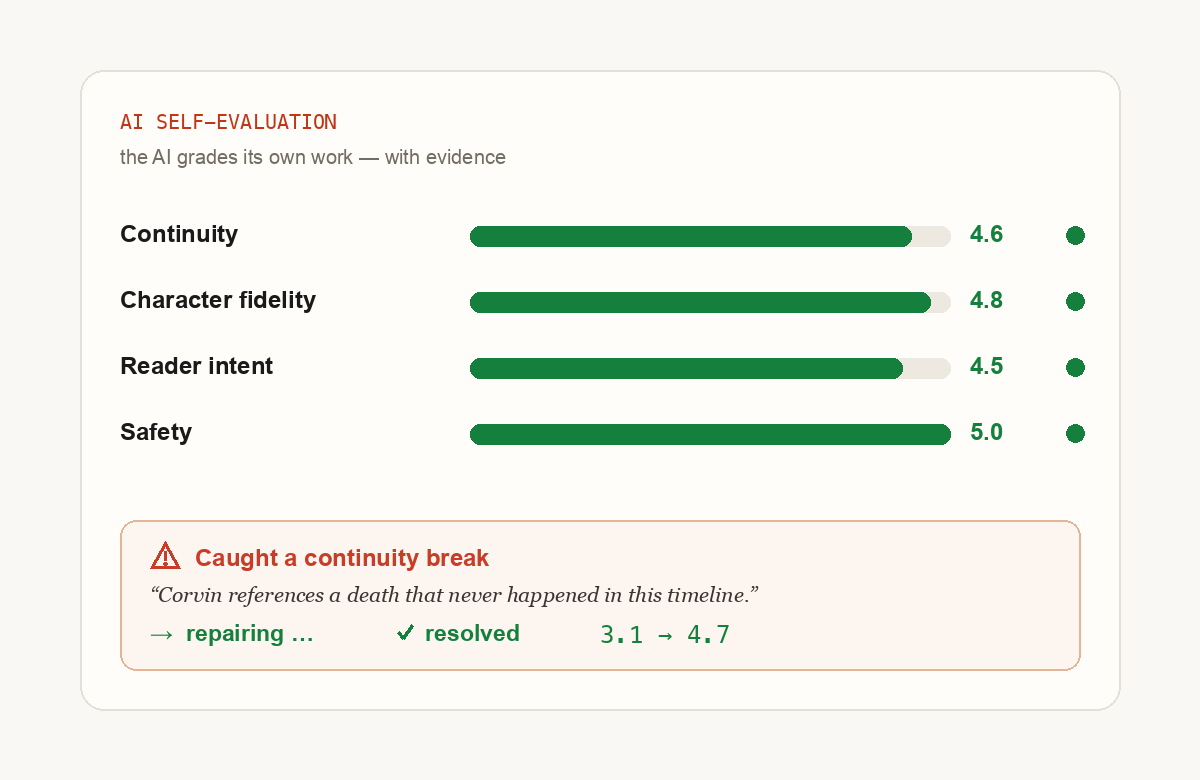 AI SELF–EVALUATION
the AI grades its own work — with evidence
Continuity 4.6
Character fidelity 4.8
Reader intent 4.5
Safety 5.0
Caught a continuity break
“Corvin references a death that never happened in this timeline.”
→ repairing … ✓ resolved 3.1 → 4.7